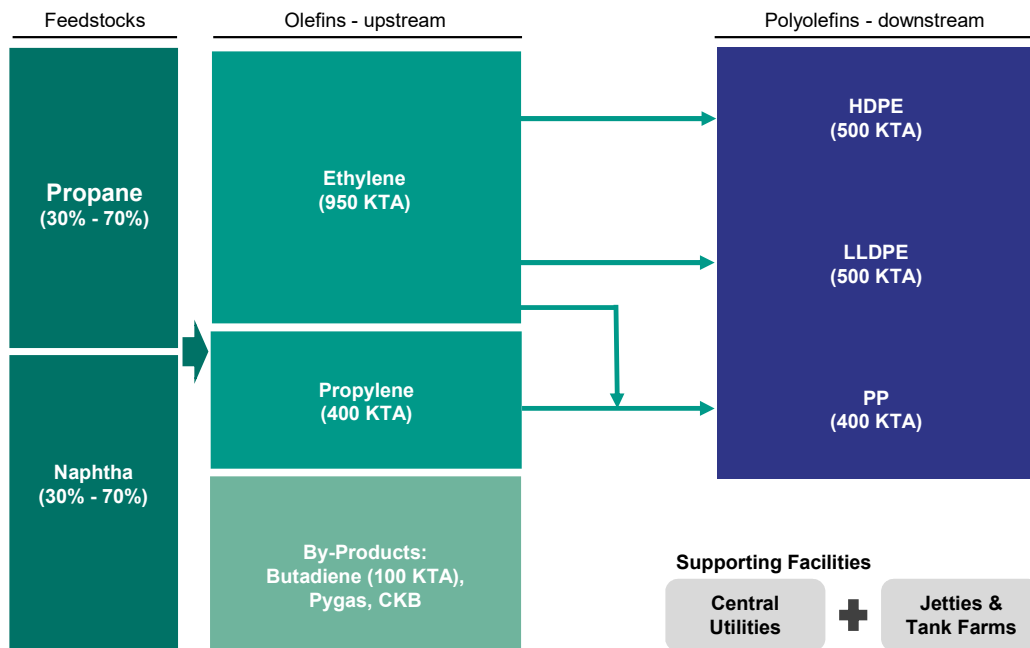 Feedstocks
Olefins - upstream
Polyolefins - downstream
Propane
(30% - 70%)
Naphtha
(30% - 70%)
Ethylene
(950 KTA)
Propylene
(400 KTA)
By-Products:
Butadiene (100 KTA),
Pygas, CKB
HDPE
(500 KTA)
LLDPE
(500 KTA)
PP
(400 KTA)
Supporting Facilities
Central
Utilities
Jetties &
Tank Farms